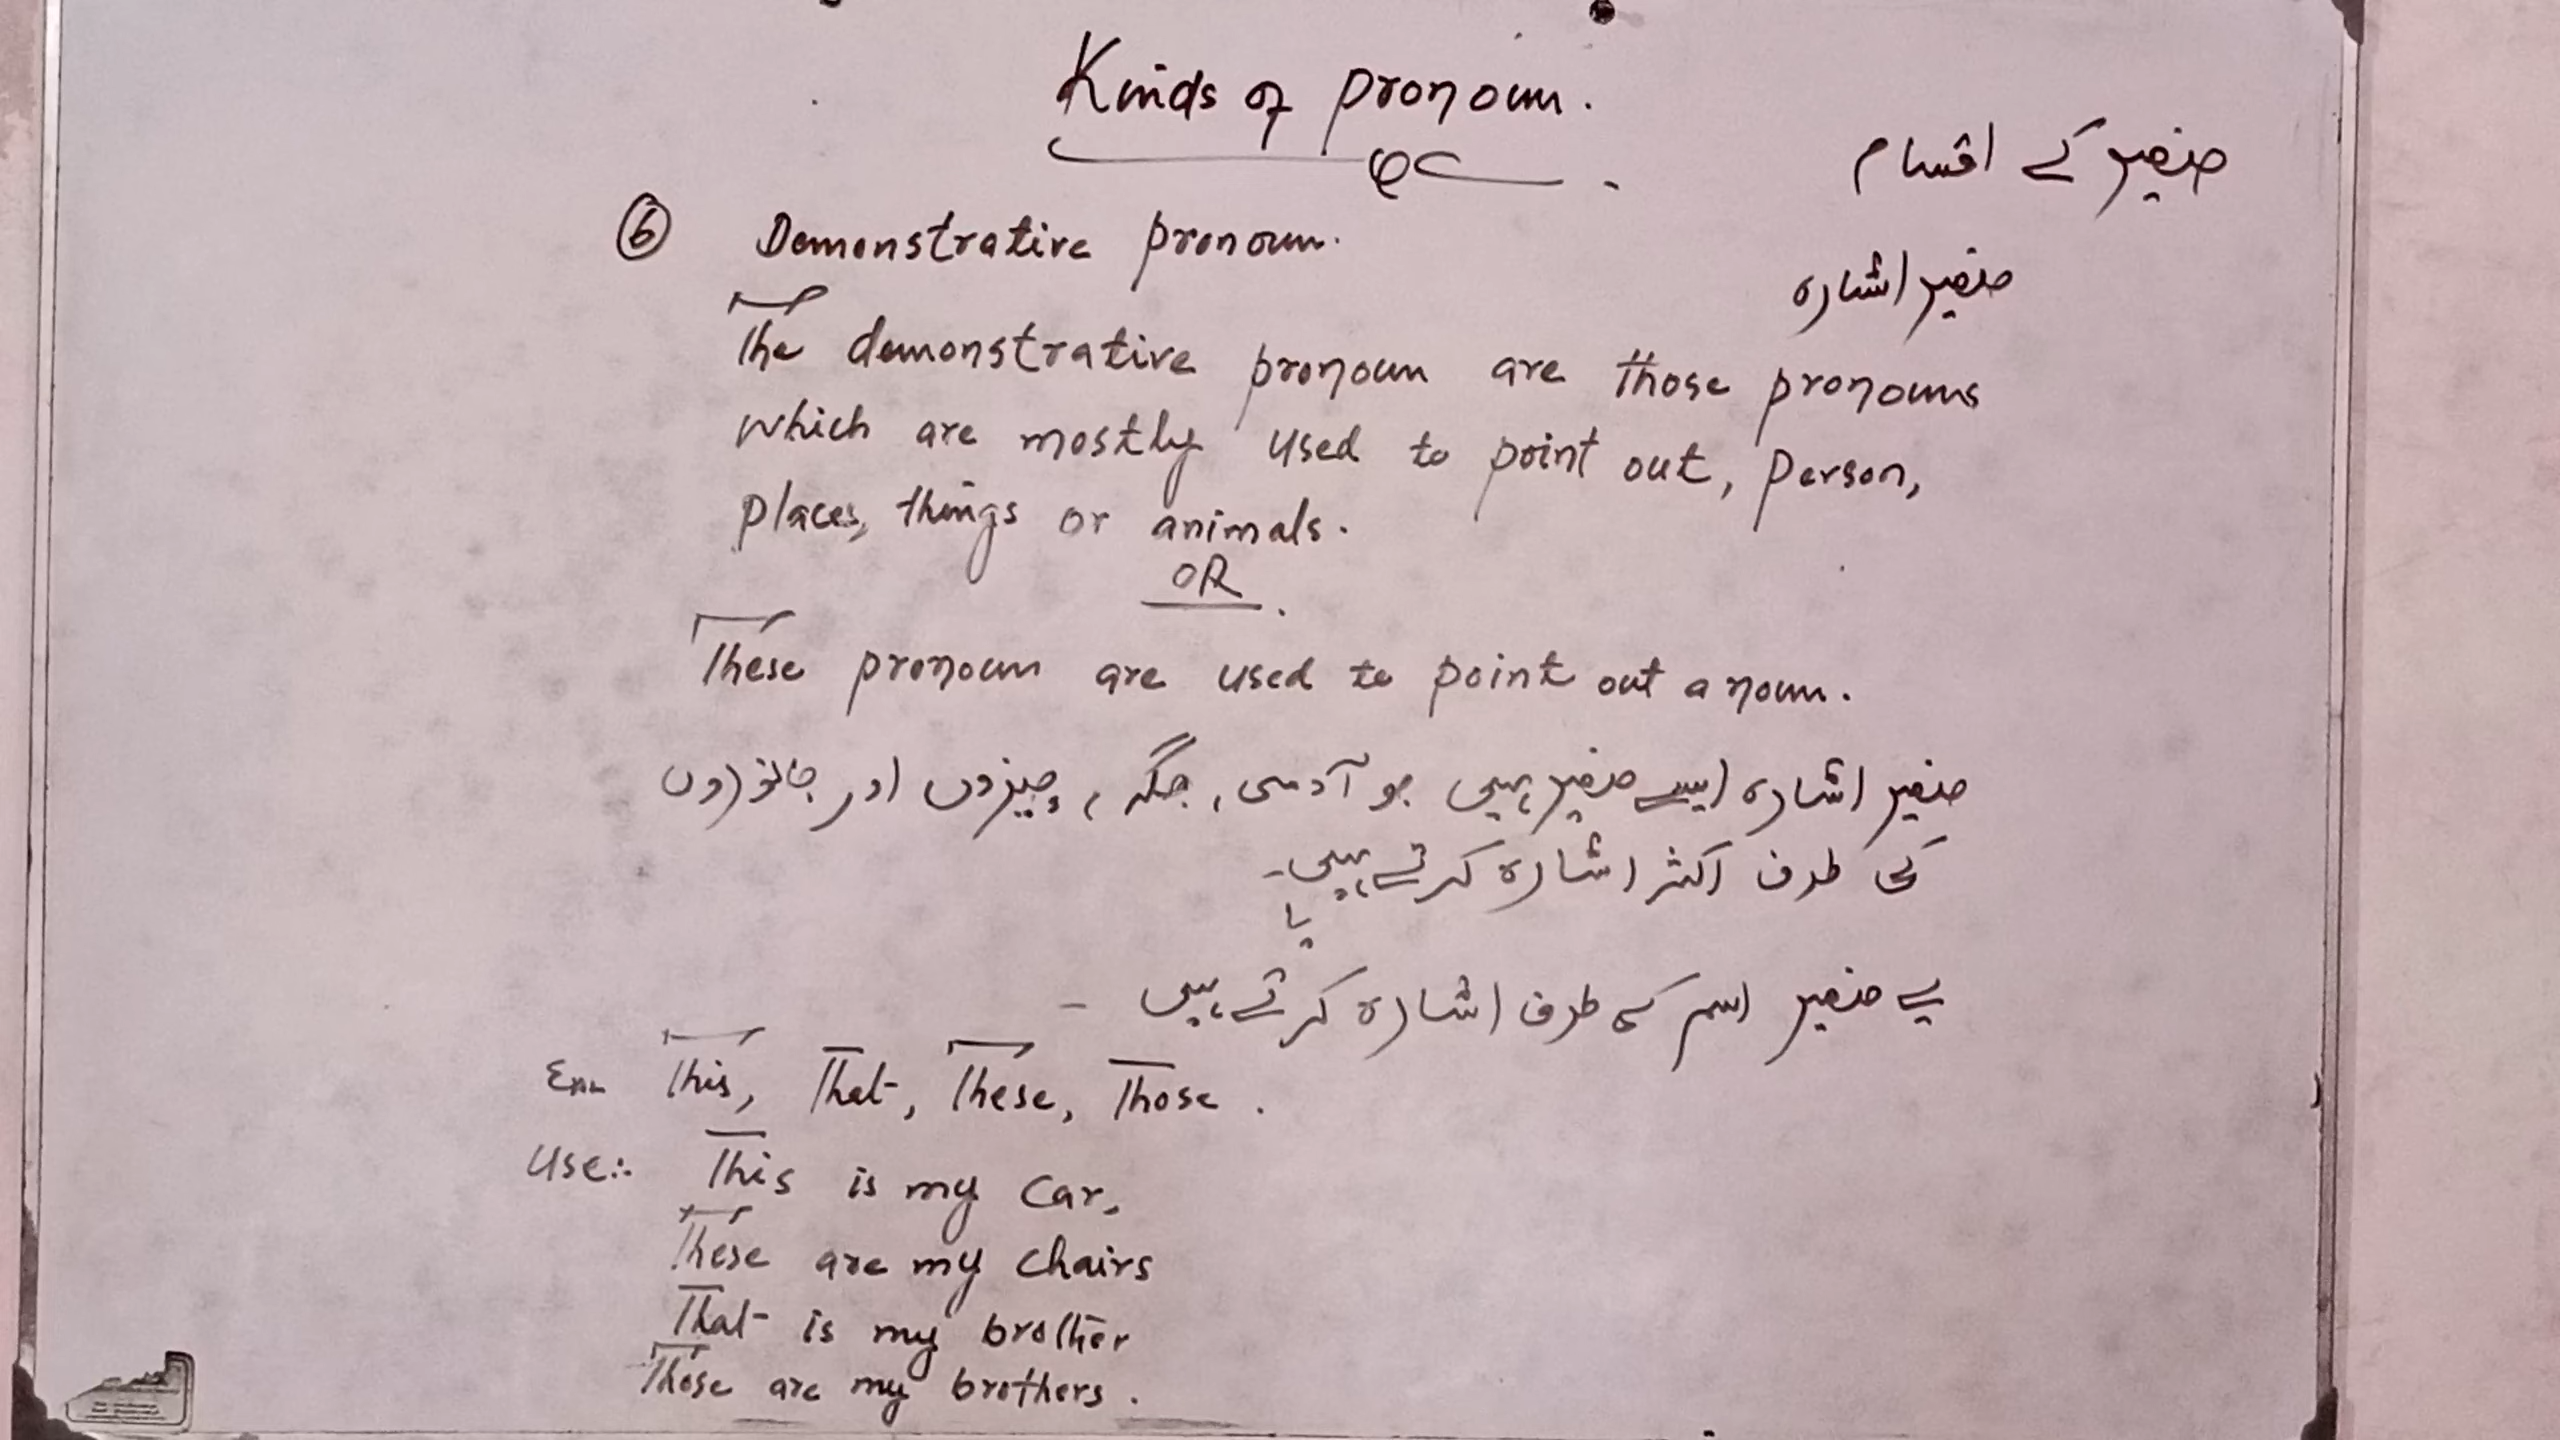 Kinds of pronoun.
ضمیر کے اقسام
⑥ Demonstrative pronoun.
ضمیر اشارہ
The demonstrative pronoun are those pronouns
which are mostly used to point out, person,
places, things or animals.
OR
These pronoun are used to point out a noun.
ضمیر اشارہ ایسے ضمیر ہیں جو آدمی، جگہ، چیزوں اور جانوروں
کی طرف اکثر اشارہ کرتے ہیں۔
یا
یے ضمیر اسم کی طرف اشارہ کرتے ہیں ۔
Ex:- This, That, These, Those.
Use:- This is my car.
These are my chairs
That is my brother
Those are my brothers.